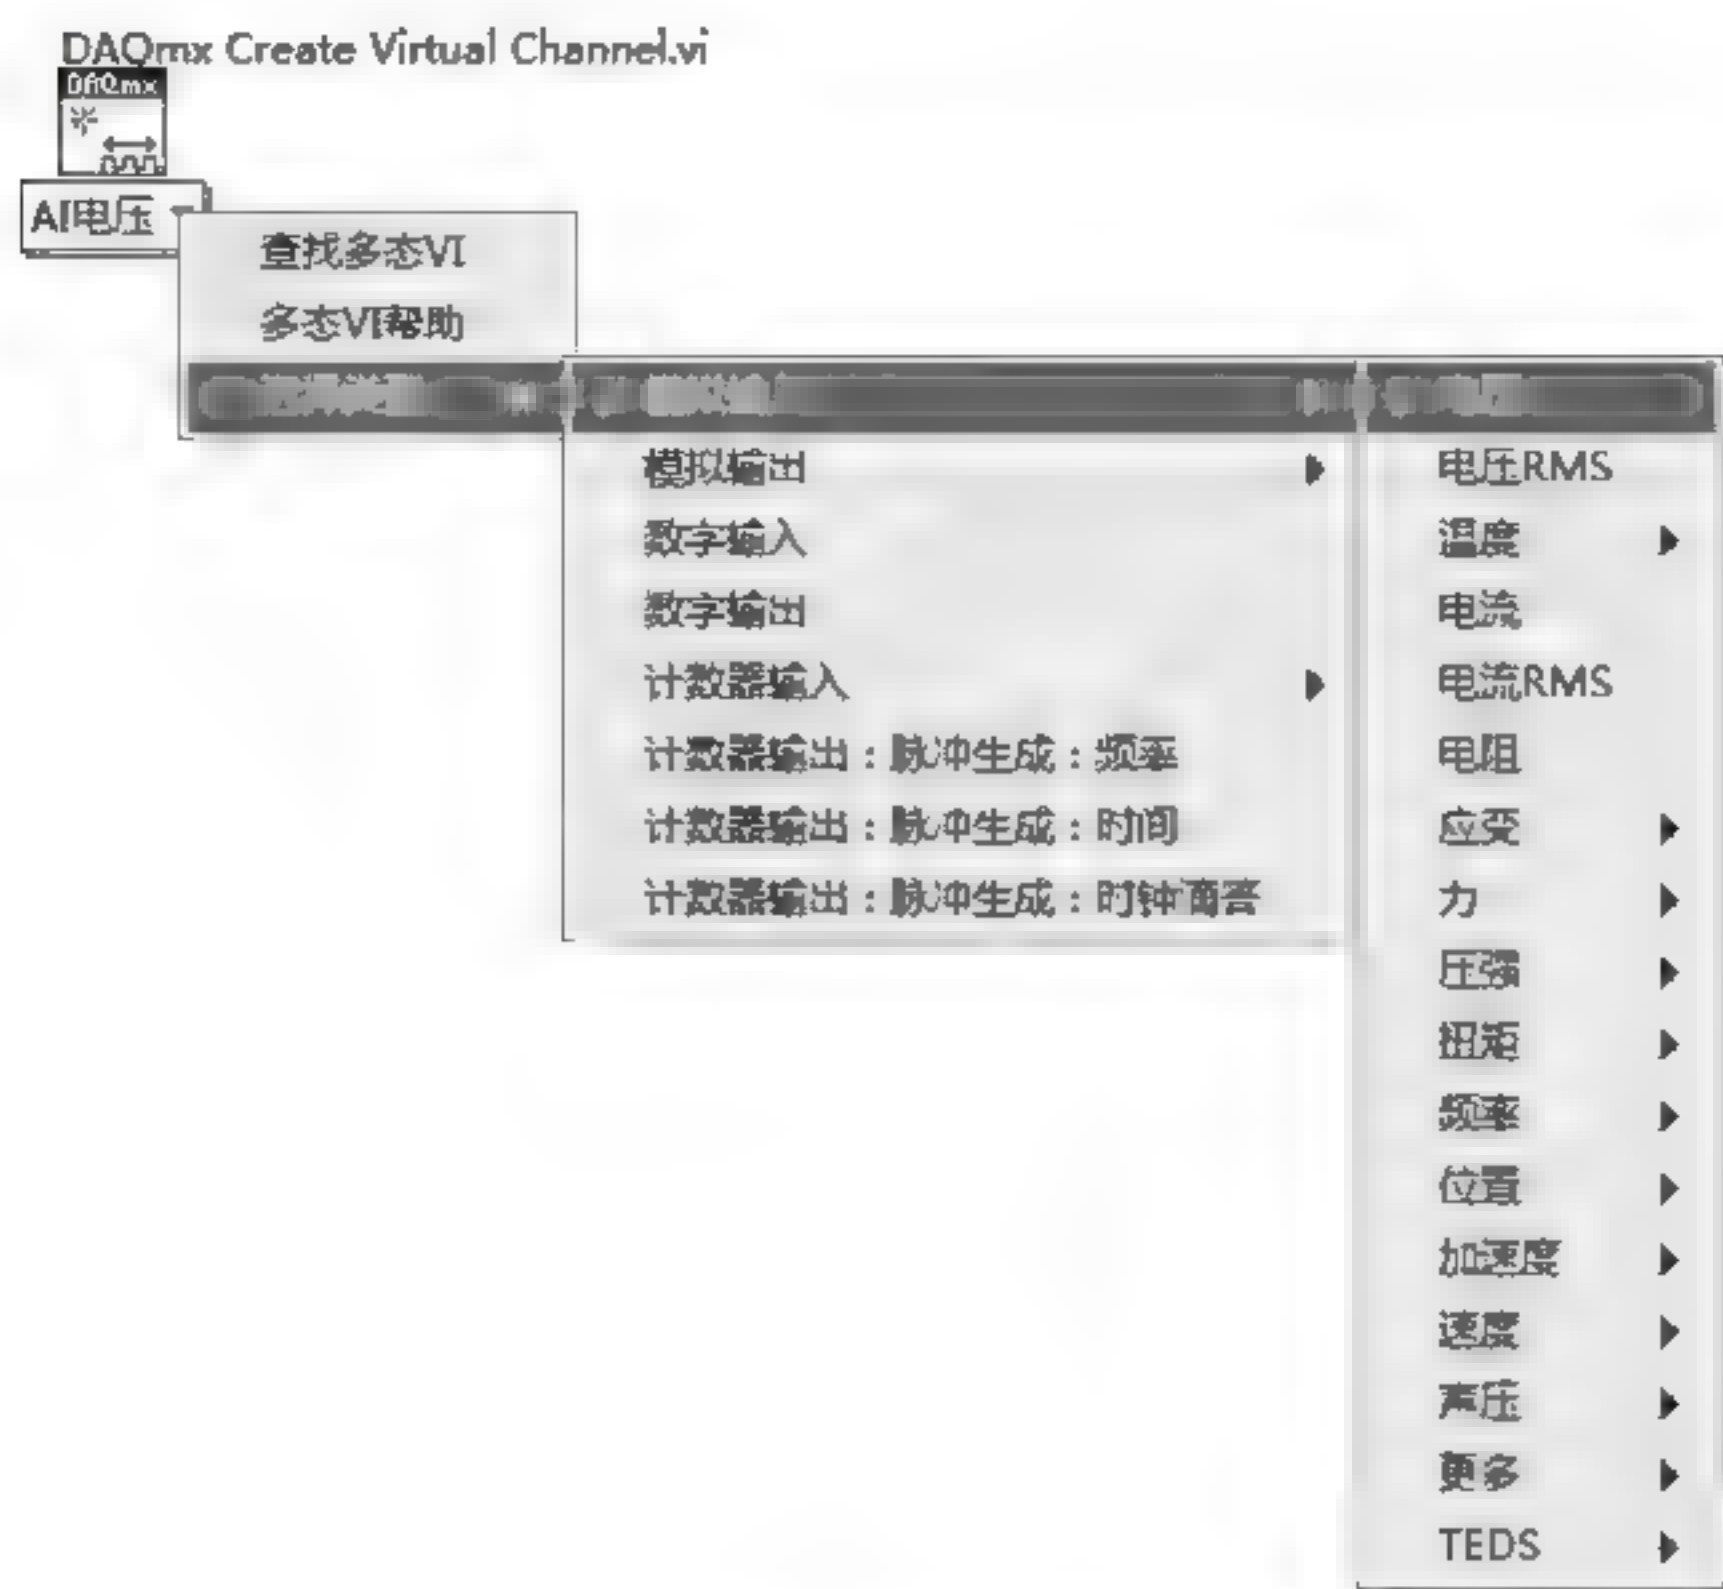 DAQmx Create Virtual Channel.vi
DAQmx
AI电压
查找多态VI
多态VI帮助
模拟输出
数字输入
数字输出
计数器输入
计数器输出：脉冲生成：频率
计数器输出：脉冲生成：时间
计数器输出：脉冲生成：时钟滴答
电压RMS
温度
电流
电流RMS
电阻
应变
力
压强
扭矩
频率
位置
加速度
速度
声压
更多
TEDS